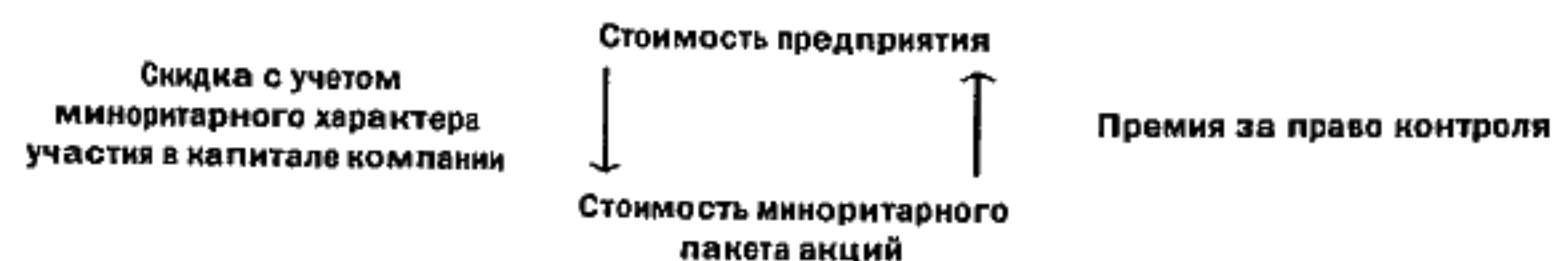 Стоимость предприятия
Скидка с учетом
миноритарного характера
участия в капитале компании
Премия за право контроля
Стоимость миноритарного
пакета акций